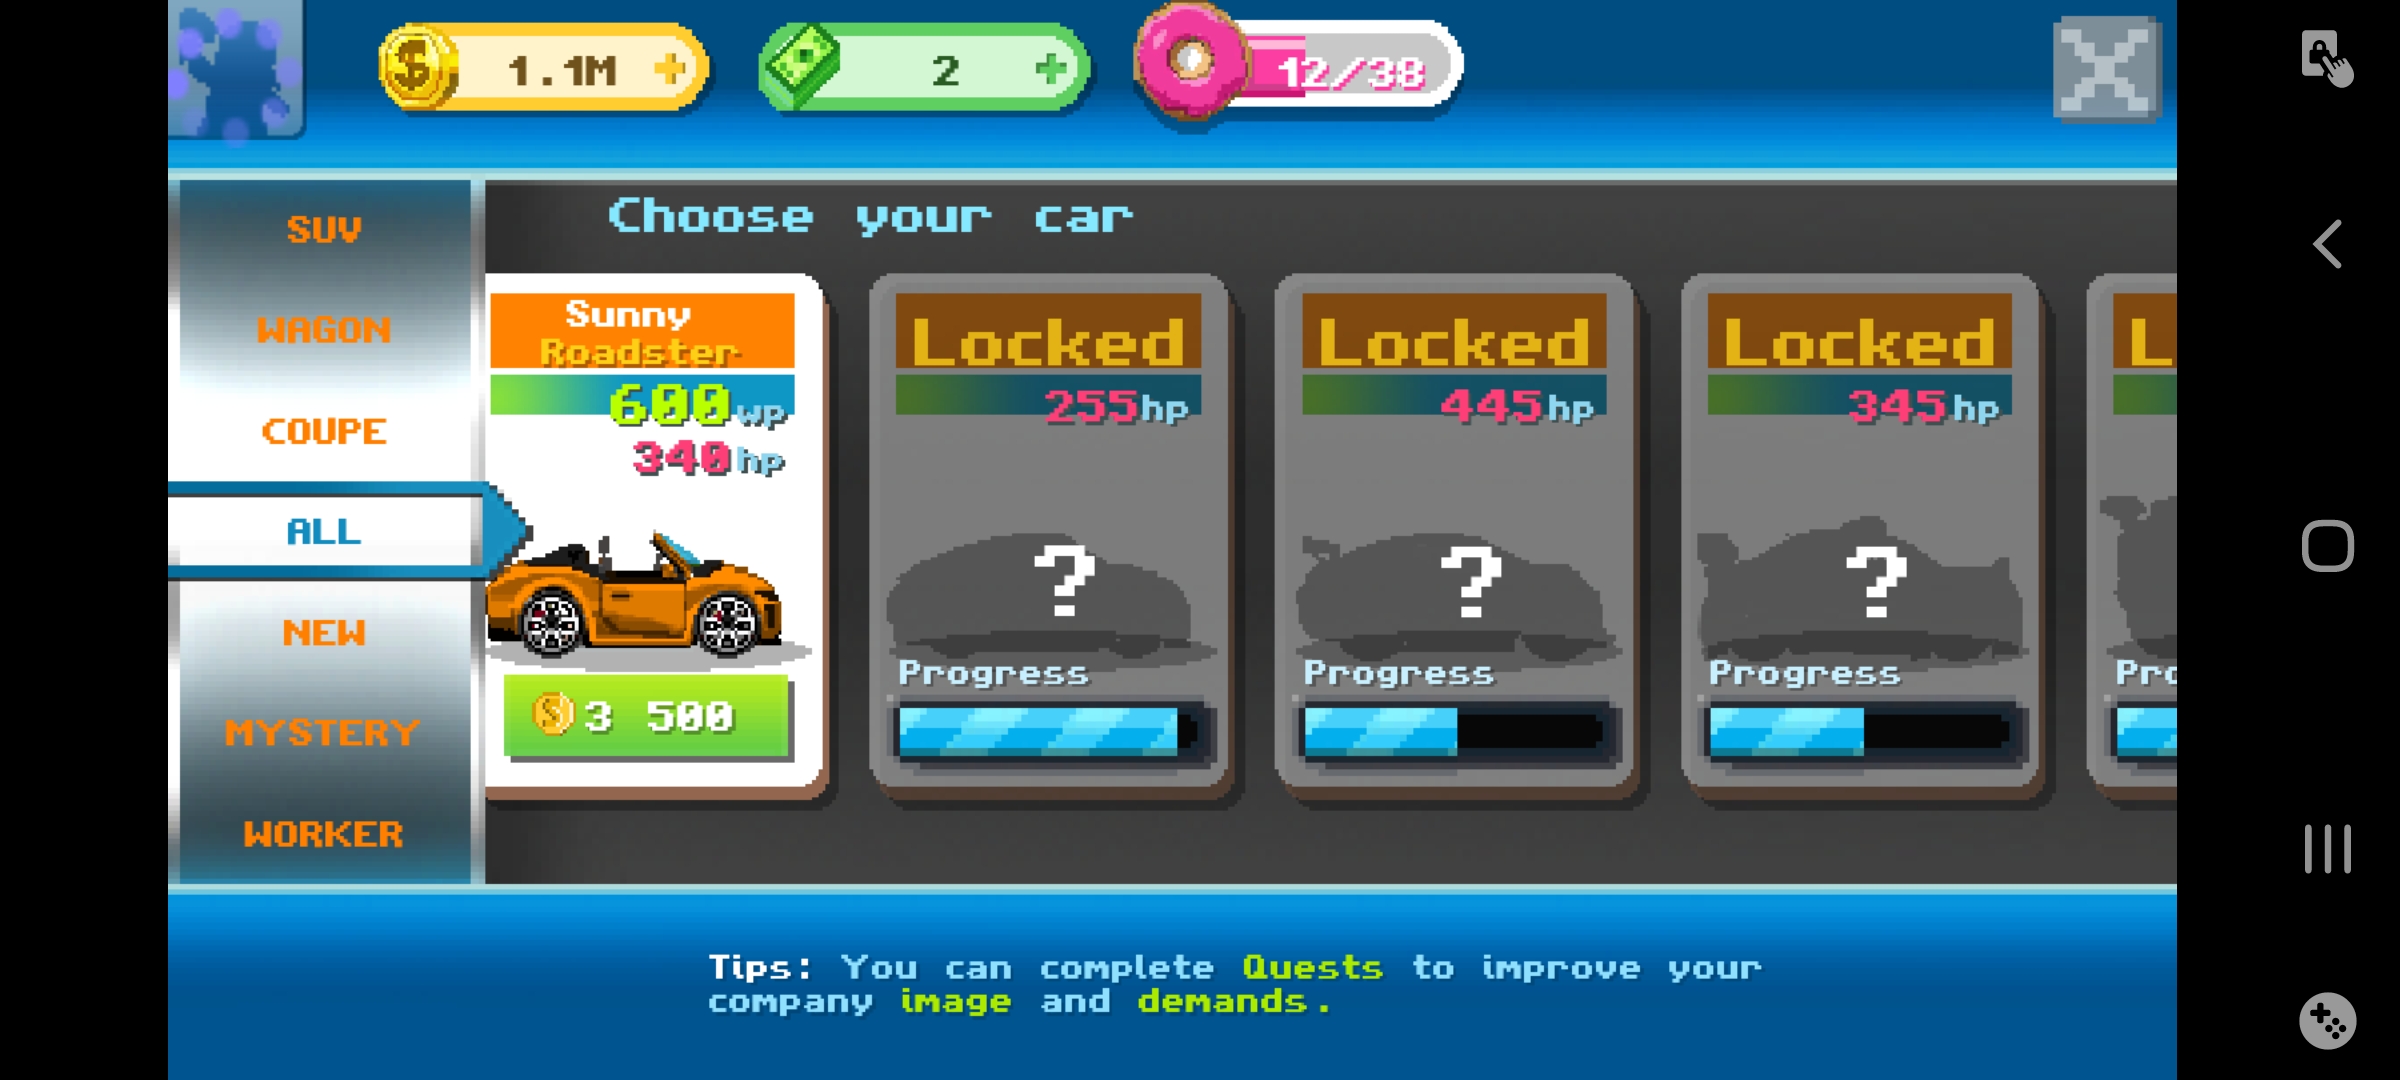 1.1M +
2 +
12/38
Choose your car
SUV
WAGON
COUPE
ALL
NEW
MYSTERY
WORKER
Sunny
Roadster
600wp
340hp
3 500
Locked
255hp
?
Progress
Locked
445hp
?
Progress
Locked
345hp
?
Progress
L
Pro
Tips: You can complete Quests to improve your
company image and demands.